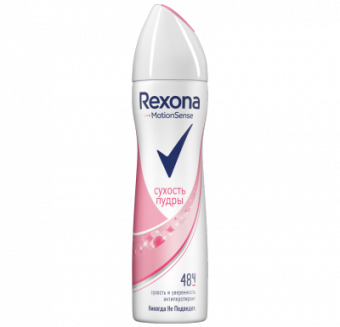 Rexona
MotionSense
сухость
пудры
48ч
сухость и уверенность
антиперспирант
Никогда Не Подведет